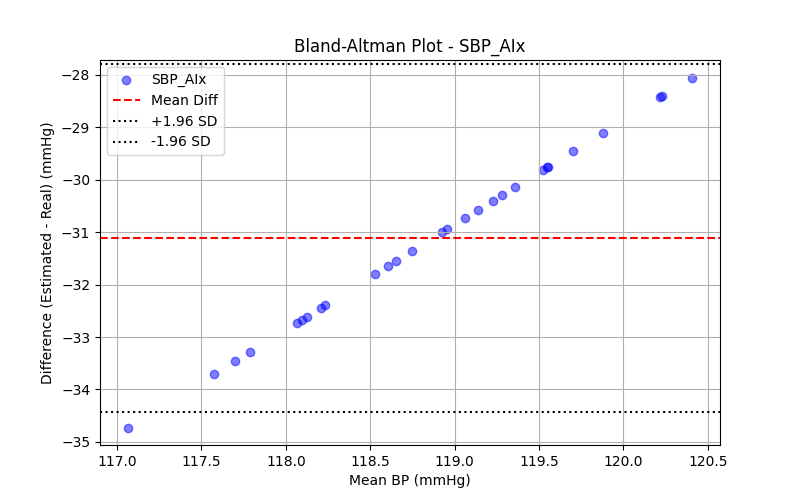 Bland-Altman Plot - SBP_AIx
SBP_AIx
Mean Diff
+1.96 SD
-1.96 SD
Difference (Estimated - Real) (mmHg)
−28
−29
−30
−31
−32
−33
−34
−35
117.0 117.5 118.0 118.5 119.0 119.5 120.0 120.5
Mean BP (mmHg)